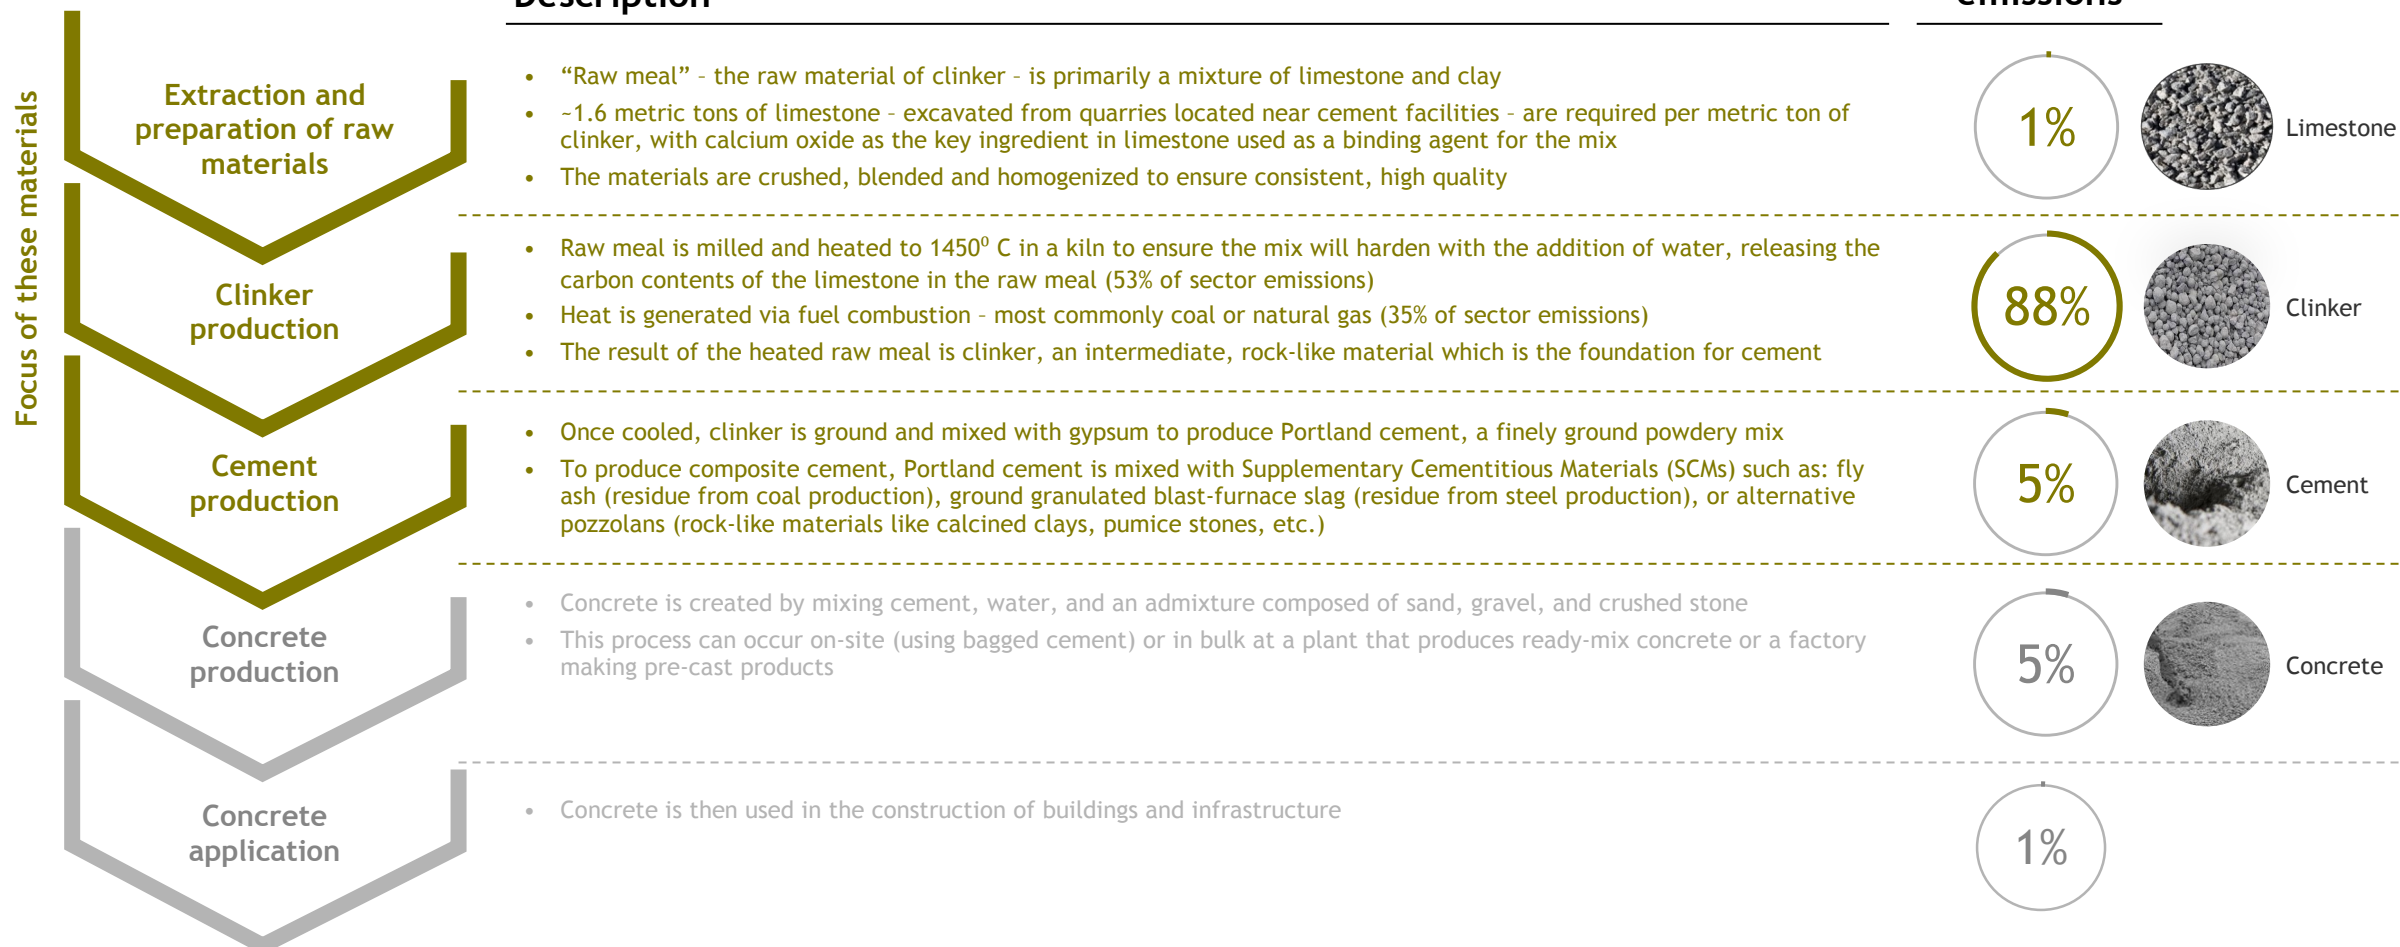 Description
emissions
Focus of these materials
Extraction and
preparation of raw
materials
• “Raw meal” – the raw material of clinker – is primarily a mixture of limestone and clay
• ~1.6 metric tons of limestone – excavated from quarries located near cement facilities – are required per metric ton of
clinker, with calcium oxide as the key ingredient in limestone used as a binding agent for the mix
• The materials are crushed, blended and homogenized to ensure consistent, high quality
1%
Limestone
Clinker
production
• Raw meal is milled and heated to 1450⁰ C in a kiln to ensure the mix will harden with the addition of water, releasing the
carbon contents of the limestone in the raw meal (53% of sector emissions)
• Heat is generated via fuel combustion – most commonly coal or natural gas (35% of sector emissions)
• The result of the heated raw meal is clinker, an intermediate, rock-like material which is the foundation for cement
88%
Clinker
Cement
production
• Once cooled, clinker is ground and mixed with gypsum to produce Portland cement, a finely ground powdery mix
• To produce composite cement, Portland cement is mixed with Supplementary Cementitious Materials (SCMs) such as: fly
ash (residue from coal production), ground granulated blast-furnace slag (residue from steel production), or alternative
pozzolans (rock-like materials like calcined clays, pumice stones, etc.)
5%
Cement
Concrete
production
• Concrete is created by mixing cement, water, and an admixture composed of sand, gravel, and crushed stone
• This process can occur on-site (using bagged cement) or in bulk at a plant that produces ready-mix concrete or a factory
making pre-cast products
5%
Concrete
Concrete
application
• Concrete is then used in the construction of buildings and infrastructure
1%